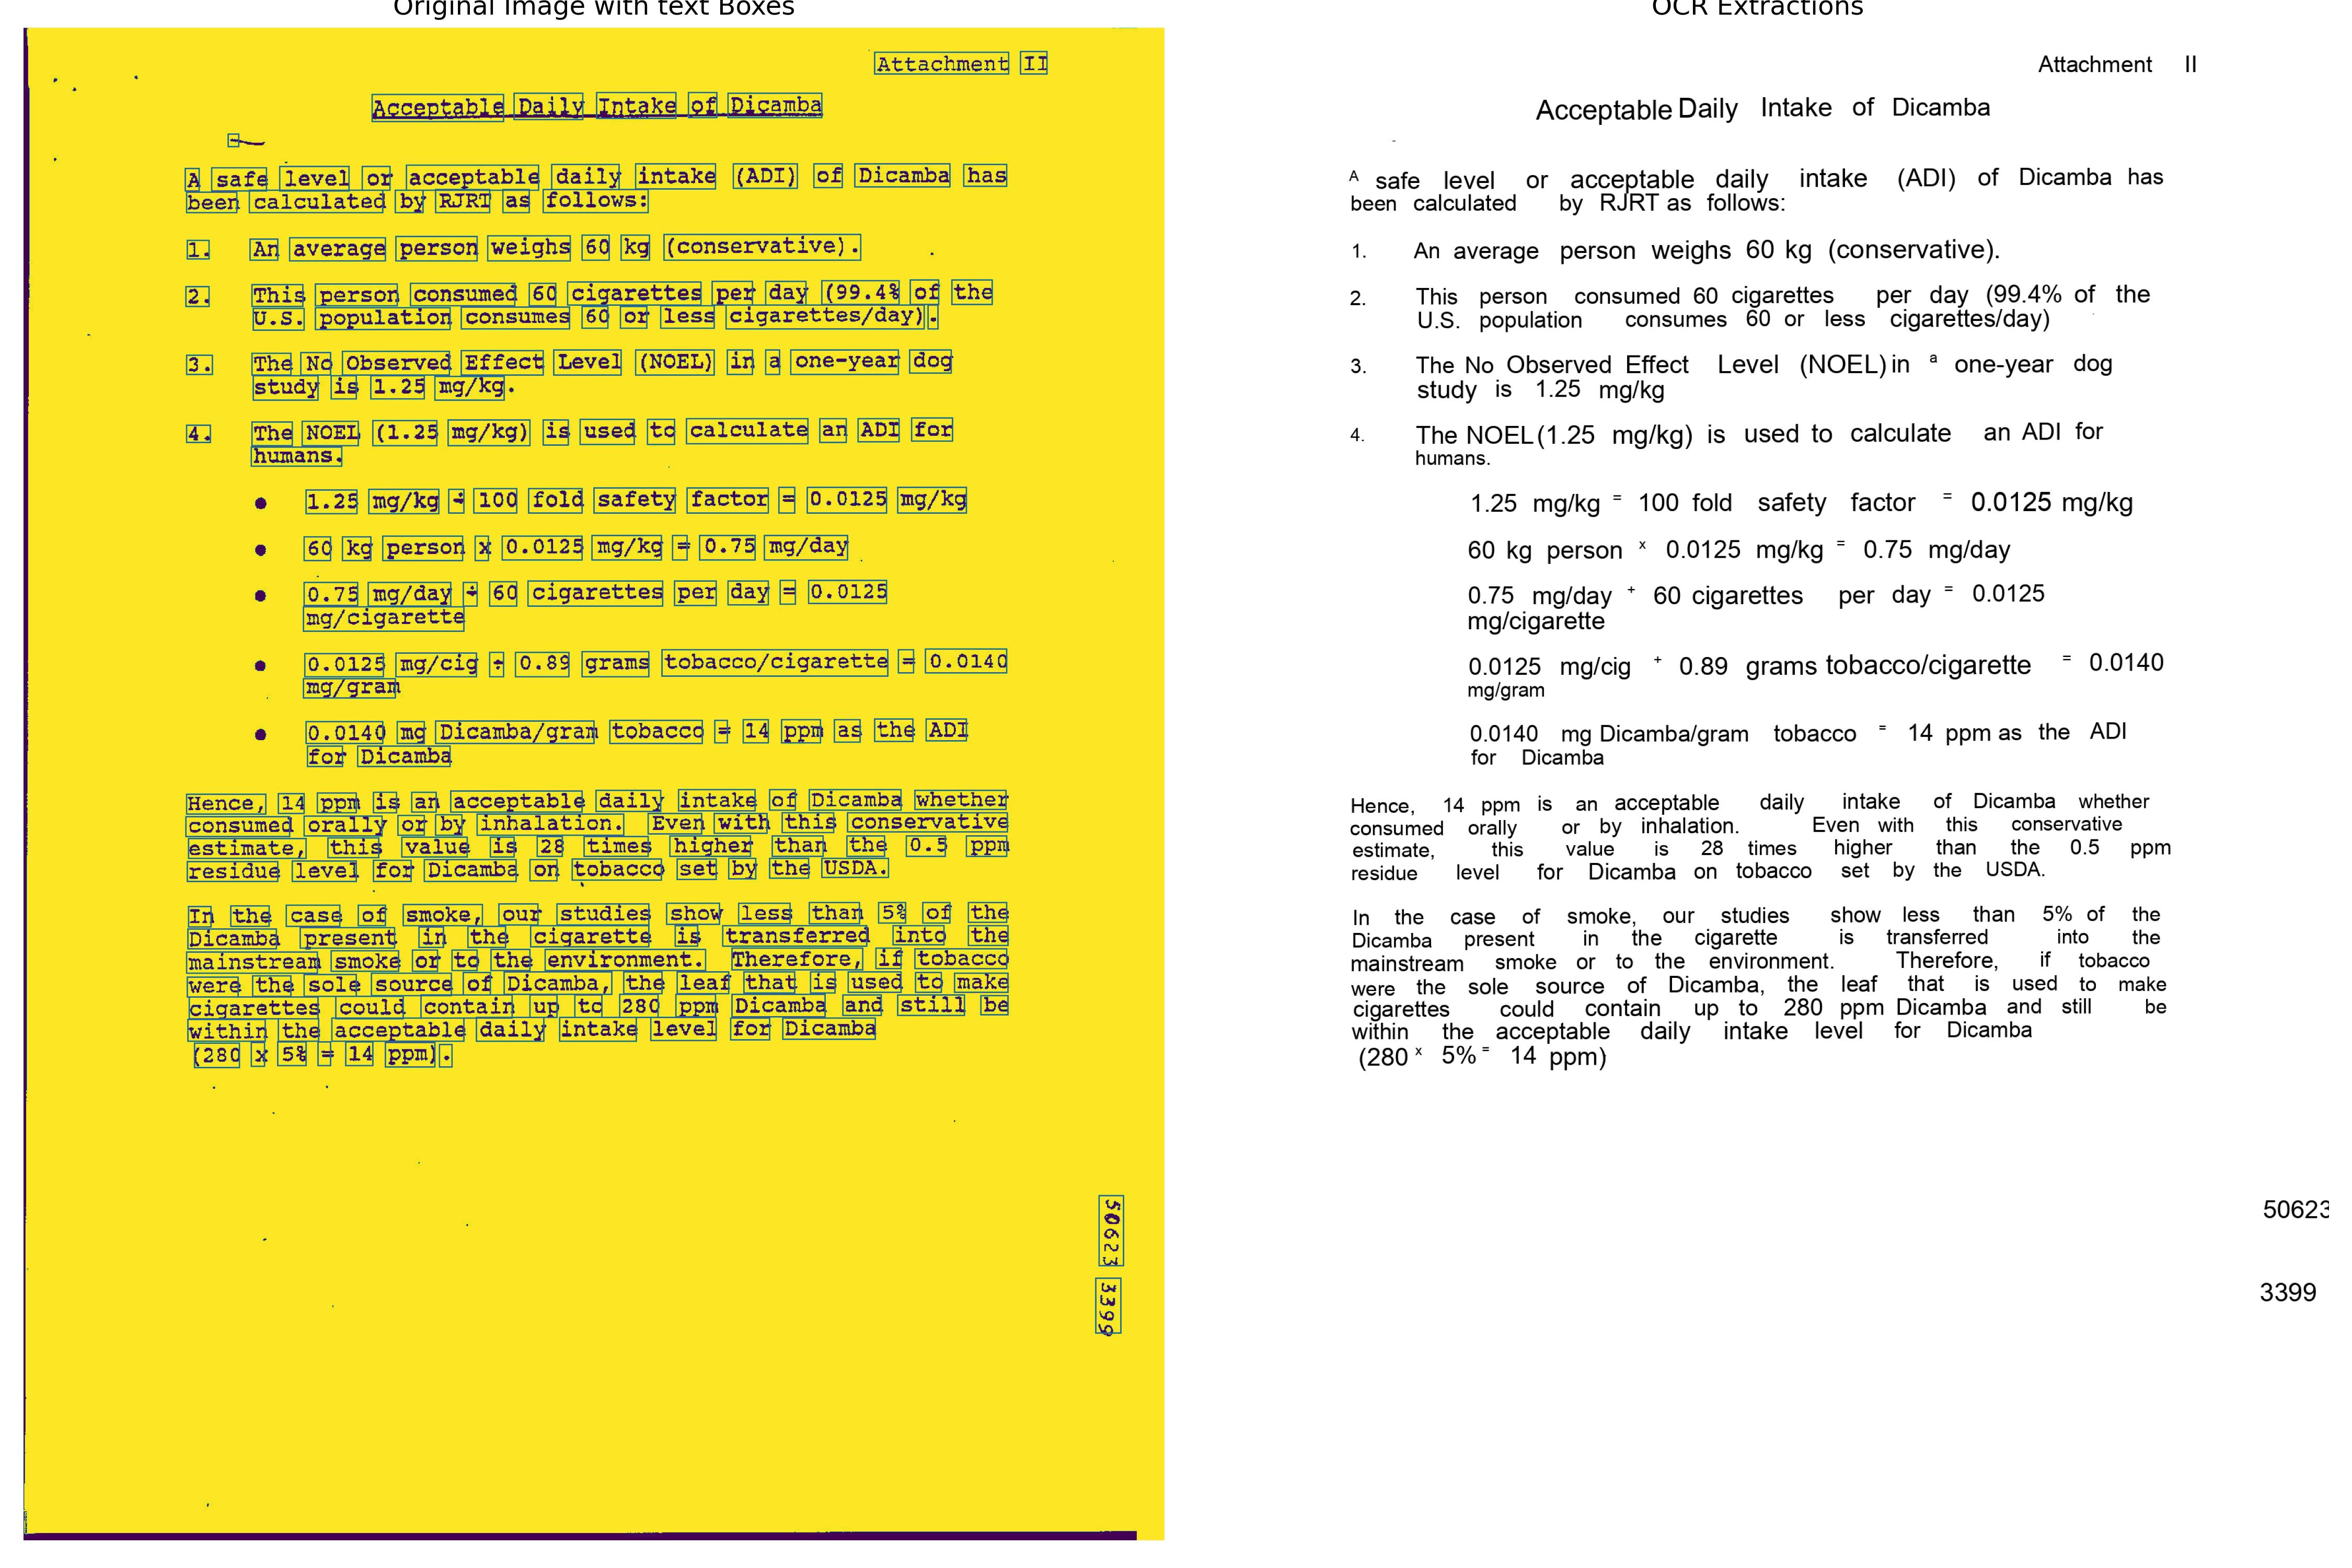 Original Image with text Boxes
Attachment II
Acceptable Daily Intake of Dicamba
A safe level or acceptable daily intake (ADI) of Dicamba has
been calculated by RJRT as follows:
1. An average person weighs 60 kg (conservative).
2. This person consumed 60 cigarettes per day (99.4% of the
U.S. population consumes 60 or less cigarettes/day).
3. The No Observed Effect Level (NOEL) in a one-year dog
study is 1.25 mg/kg.
4. The NOEL (1.25 mg/kg) is used to calculate an ADI for
humans.
● 1.25 mg/kg ÷ 100 fold safety factor = 0.0125 mg/kg
● 60 kg person x 0.0125 mg/kg = 0.75 mg/day
● 0.75 mg/day ÷ 60 cigarettes per day = 0.0125
mg/cigarette
● 0.0125 mg/cig ÷ 0.89 grams tobacco/cigarette = 0.0140
mg/gram
● 0.0140 mg Dicamba/gram tobacco = 14 ppm as the ADI
for Dicamba
Hence, 14 ppm is an acceptable daily intake of Dicamba whether
consumed orally or by inhalation. Even with this conservative
estimate, this value is 28 times higher than the 0.5 ppm
residue level for Dicamba on tobacco set by the USDA.
In the case of smoke, our studies show less than 5% of the
Dicamba present in the cigarette is transferred into the
mainstream smoke or to the environment. Therefore, if tobacco
were the sole source of Dicamba, the leaf that is used to make
cigarettes could contain up to 280 ppm Dicamba and still be
within the acceptable daily intake level for Dicamba
(280 x 5% = 14 ppm).
50623 3399
OCR Extractions
Attachment II
Acceptable Daily Intake of Dicamba
-
A safe level or acceptable daily intake (ADI) of Dicamba has
been calculated by RJRT as follows:
1. An average person weighs 60 kg (conservative).
2. This person consumed 60 cigarettes per day (99.4% of the
U.S. population consumes 60 or less cigarettes/day)
3. The No Observed Effect Level (NOEL) in a one-year dog
study is 1.25 mg/kg
4. The NOEL (1.25 mg/kg) is used to calculate an ADI for
humans.
1.25 mg/kg = 100 fold safety factor = 0.0125 mg/kg
60 kg person x 0.0125 mg/kg = 0.75 mg/day
0.75 mg/day + 60 cigarettes per day = 0.0125
mg/cigarette
0.0125 mg/cig + 0.89 grams tobacco/cigarette = 0.0140
mg/gram
0.0140 mg Dicamba/gram tobacco = 14 ppm as the ADI
for Dicamba
Hence, 14 ppm is an acceptable daily intake of Dicamba whether
consumed orally or by inhalation. Even with this conservative
estimate, this value is 28 times higher than the 0.5 ppm
residue level for Dicamba on tobacco set by the USDA.
In the case of smoke, our studies show less than 5% of the
Dicamba present in the cigarette is transferred into the
mainstream smoke or to the environment. Therefore, if tobacco
were the sole source of Dicamba, the leaf that is used to make
cigarettes could contain up to 280 ppm Dicamba and still be
within the acceptable daily intake level for Dicamba
(280 x 5% = 14 ppm)
50623
3399